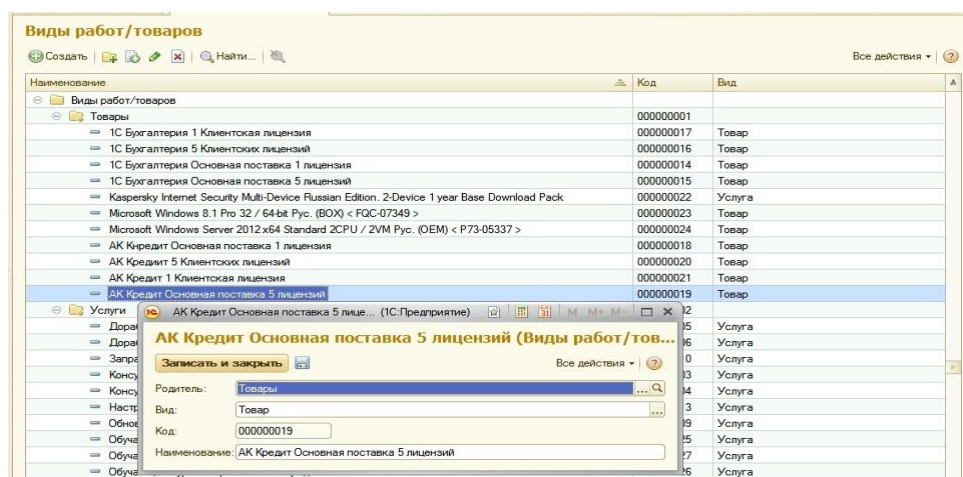 Виды работ/товаров
Создать Найти... Все действия
Наименование Код Вид
Виды работ/товаров
Товары 000000001
1С Бухгалтерия 1 Клиентская лицензия 000000017 Товар
1С Бухгалтерия 5 Клиентских лицензий 000000016 Товар
1С Бухгалтерия Основная поставка 1 лицензия 000000014 Товар
1С Бухгалтерия Основная поставка 5 лицензий 000000015 Товар
Kaspersky Internet Security Multi-Device Russian Edition. 2-Device 1 year Base Download Pack 000000022 Услуга
Microsoft Windows 8.1 Pro 32 / 64-bit Рус. (BOX) < FQC-07349 > 000000023 Товар
Microsoft Windows Server 2012 x64 Standard 2CPU / 2VM Рус. (OEM) < P73-05337 > 000000024 Товар
АК Кнредит Основная поставка 1 лицензия 000000018 Товар
АК Кредиит 5 Клиентских лицензий 000000020 Товар
АК Кредит 1 Клиентская лицензия 000000021 Товар
АК Кредит Основная поставка 5 лицензий 000000019 Товар
Услуги
АК Кредит Основная поставка 5 лице... (1С:Предприятие) 31 M M+ M-
АК Кредит Основная поставка 5 лицензий (Виды работ/тов...
Записать и закрыть Все действия
Родитель: Товары ...
Вид: Товар ...
Код: 000000019
Наименование: АК Кредит Основная поставка 5 лицензий
Услуга
Услуга
Услуга
Услуга
Услуга
Услуга
Услуга
Услуга
Услуга
Услуга